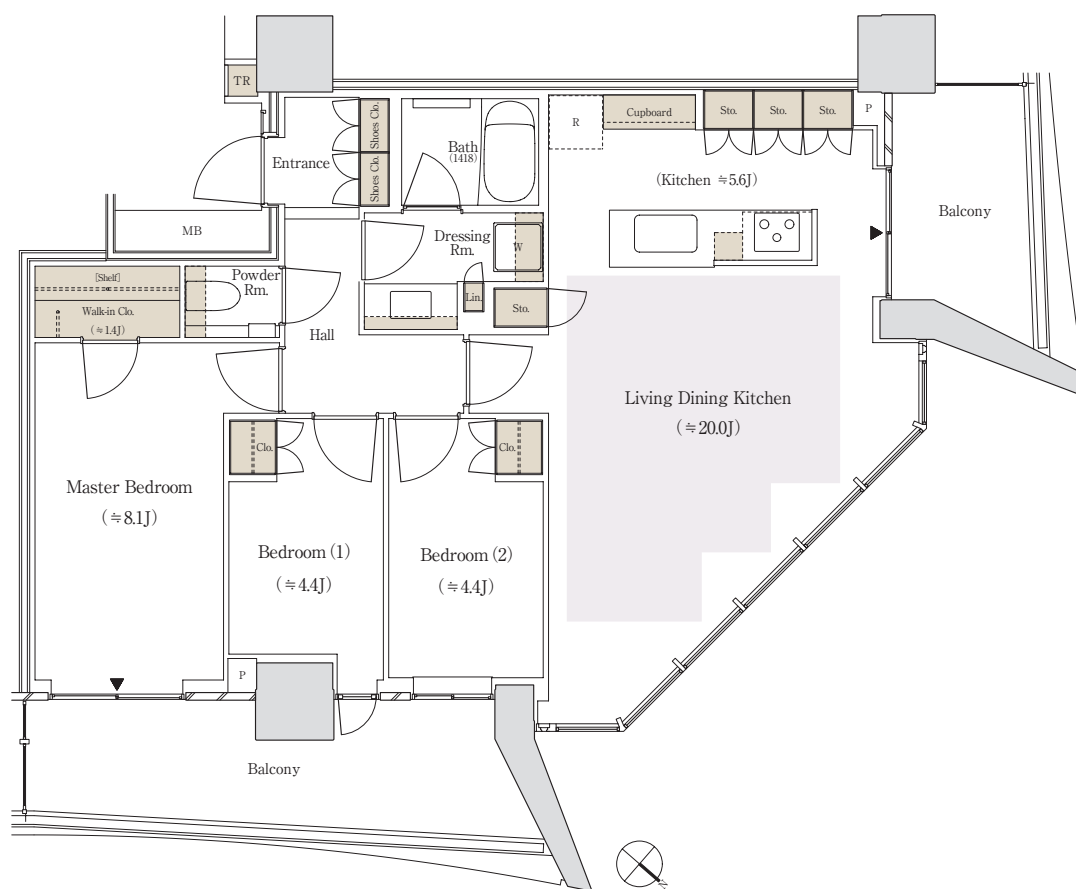 TR
Shoes Clo.
Shoes Clo.
Entrance
Bath
(1418)
R
Cupboard
Sto.
Sto.
Sto.
P
(Kitchen ≒5.6J)
Balcony
MB
Dressing
Rm.
W
[Shelf]
Walk-in Clo.
(≒1.4J)
Powder
Rm.
Lin.
Sto.
Hall
Living Dining Kitchen
(≒20.0J)
Clo.
Clo.
Master Bedroom
(≒8.1J)
Bedroom (1)
(≒4.4J)
Bedroom (2)
(≒4.4J)
P
Balcony
N